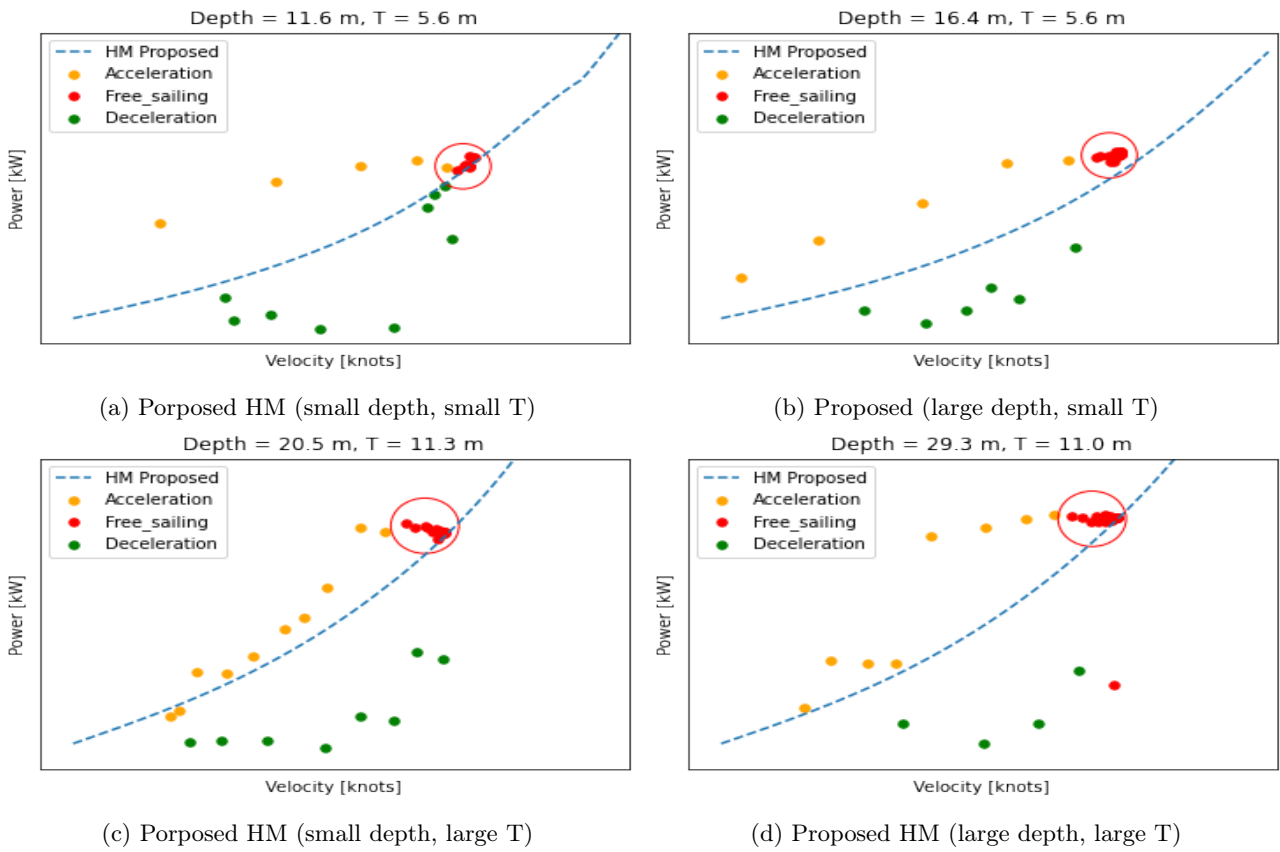 Depth = 11.6 m, T = 5.6 m
HM Proposed
Acceleration
Free_sailing
Deceleration
Power [kW]
Velocity [knots]
(a) Porposed HM (small depth, small T)
Depth = 16.4 m, T = 5.6 m
HM Proposed
Acceleration
Free_sailing
Deceleration
Power [kW]
Velocity [knots]
(b) Proposed (large depth, small T)
Depth = 20.5 m, T = 11.3 m
HM Proposed
Acceleration
Free_sailing
Deceleration
Power [kW]
Velocity [knots]
(c) Porposed HM (small depth, large T)
Depth = 29.3 m, T = 11.0 m
HM Proposed
Acceleration
Free_sailing
Deceleration
Power [kW]
Velocity [knots]
(d) Proposed HM (large depth, large T)